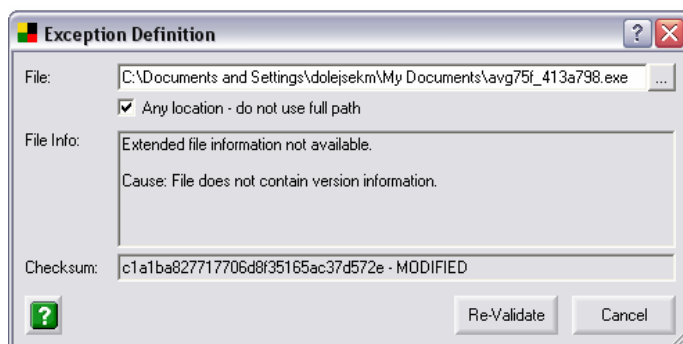 Exception Definition
?
File:
C:\Documents and Settings\dolejsekm\My Documents\avg75f_413a798.exe
...
Any location - do not use full path
File Info:
Extended file information not available.
Cause: File does not contain version information.
Checksum:
c1a1ba827717706d8f35165ac37d572e - MODIFIED
?
Re-Validate
Cancel